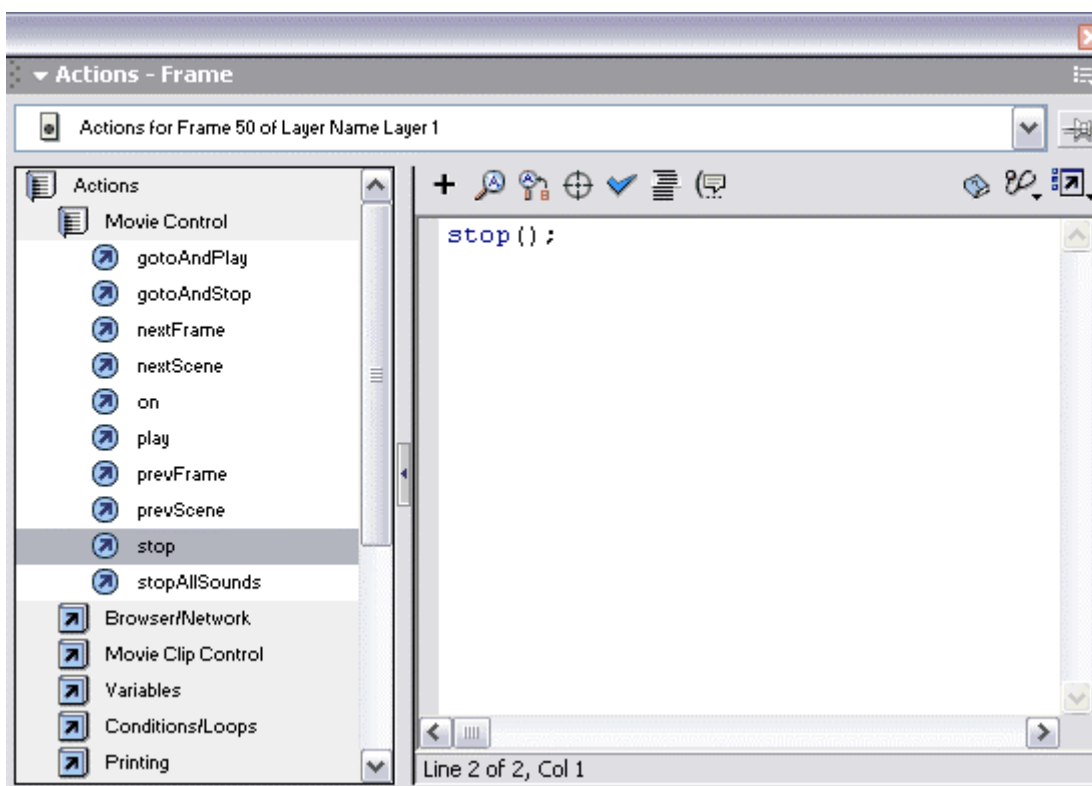 Actions - Frame
Actions for Frame 50 of Layer Name Layer 1
Actions
Movie Control
gotoAndPlay
gotoAndStop
nextFrame
nextScene
on
play
prevFrame
prevScene
stop
stopAllSounds
Browser/Network
Movie Clip Control
Variables
Conditions/Loops
Printing
stop();
Line 2 of 2, Col 1